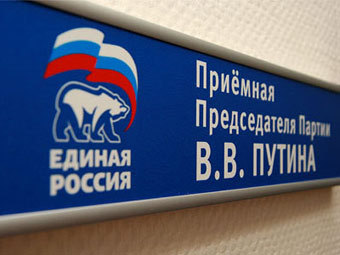 ЕДИНАЯ
РОССИЯ
Приёмная
Председателя Партии
В.В. ПУТИНА